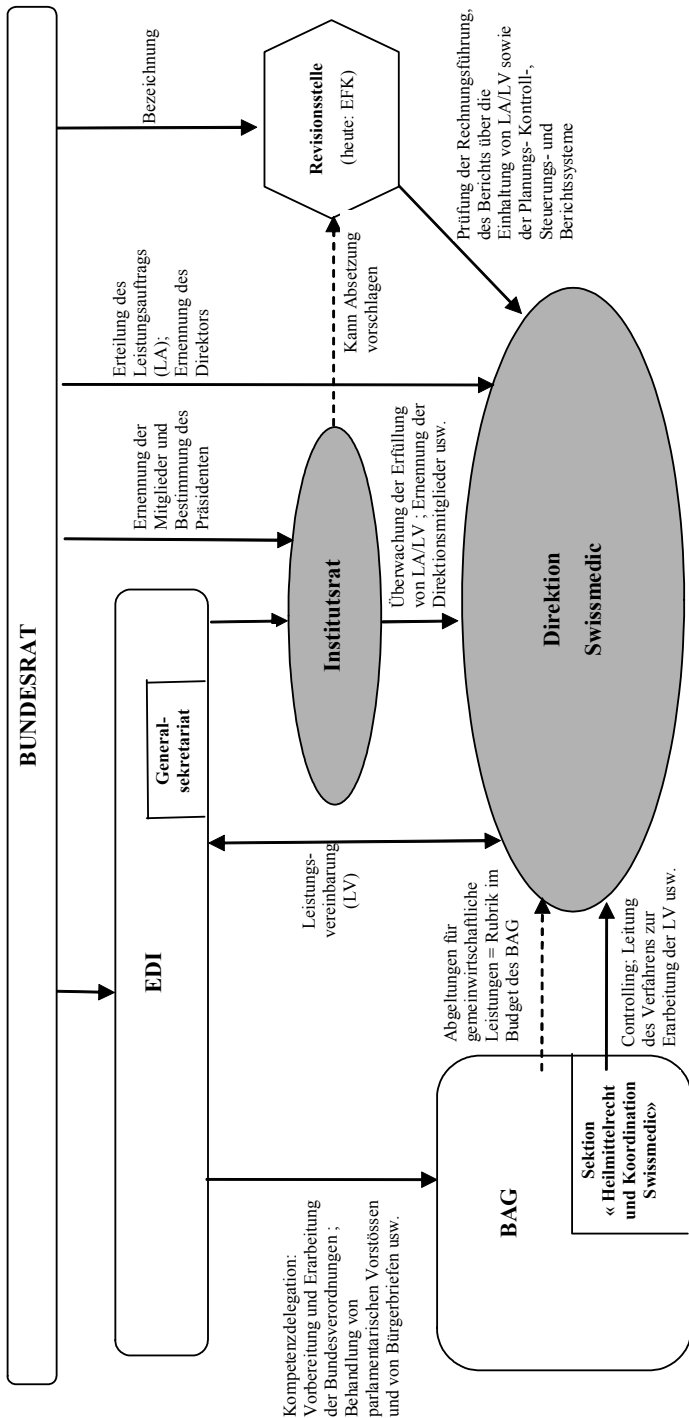 BUNDESRAT
EDI
General-
sekretariat
Bezeichnung
Erteilung des
Leistungsauftrags
(LA);
Ernennung des
Direktors
Ernennung der
Mitglieder und
Bestimmung des
Präsidenten
Revisionsstelle
(heute: EFK)
Kann Absetzung
vorschlagen
Institutsrat
Kompetenzdelegation:
Vorbereitung und Erarbeitung
der Bundesverordnungen ;
Behandlung von
parlamentarischen Vorstössen
und von Bürgerbriefen usw.
Leistungs-
vereinbarung
(LV)
Überwachung der Erfüllung
von LA/LV ; Ernennung der
Direktionsmitglieder usw.
Prüfung der Rechnungsführung,
des Berichts über die
Einhaltung von LA/LV sowie
der Planungs- Kontroll-,
Steuerungs- und
Berichtssysteme
Abgeltungen für
gemeinwirtschaftliche
Leistungen = Rubrik im
Budget des BAG
BAG
Sektion
« Heilmittelrecht
und Koordination
Swissmedic»
Controlling; Leitung
des Verfahrens zur
Erarbeitung der LV usw.
Direktion
Swissmedic